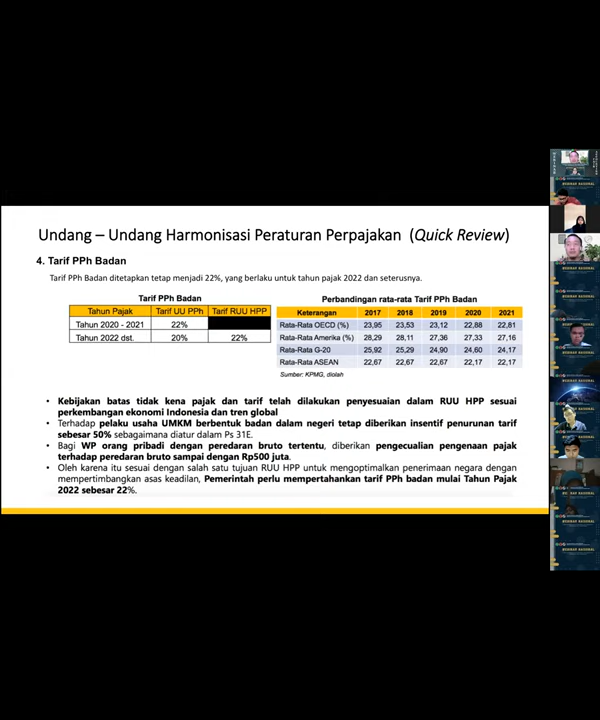 Undang – Undang Harmonisasi Peraturan Perpajakan (Quick Review)
4. Tarif PPh Badan
Tarif PPh Badan ditetapkan tetap menjadi 22%, yang berlaku untuk tahun pajak 2022 dan seterusnya.
Tarif PPh Badan
Tahun Pajak Tarif UU PPh Tarif RUU HPP
Tahun 2020 - 2021 22%
Tahun 2022 dst. 20% 22%
Perbandingan rata-rata Tarif PPh Badan
Keterangan 2017 2018 2019 2020 2021
Rata-Rata OECD (%) 23,95 23,53 23,12 22,88 22,81
Rata-Rata Amerika (%) 28,29 28,11 27,36 27,33 27,16
Rata-Rata G-20 25,92 25,29 24,90 24,60 24,17
Rata-Rata ASEAN 22,67 22,67 22,67 22,17 22,17
Sumber: KPMG, diolah
• Kebijakan batas tidak kena pajak dan tarif telah dilakukan penyesuaian dalam RUU HPP sesuai
perkembangan ekonomi Indonesia dan tren global
• Terhadap pelaku usaha UMKM berbentuk badan dalam negeri tetap diberikan insentif penurunan tarif
sebesar 50% sebagaimana diatur dalam Ps 31E.
• Bagi WP orang pribadi dengan peredaran bruto tertentu, diberikan pengecualian pengenaan pajak
terhadap peredaran bruto sampai dengan Rp500 juta.
• Oleh karena itu sesuai dengan salah satu tujuan RUU HPP untuk mengoptimalkan penerimaan negara dengan
mempertimbangkan asas keadilan, Pemerintah perlu mempertahankan tarif PPh badan mulai Tahun Pajak
2022 sebesar 22%.